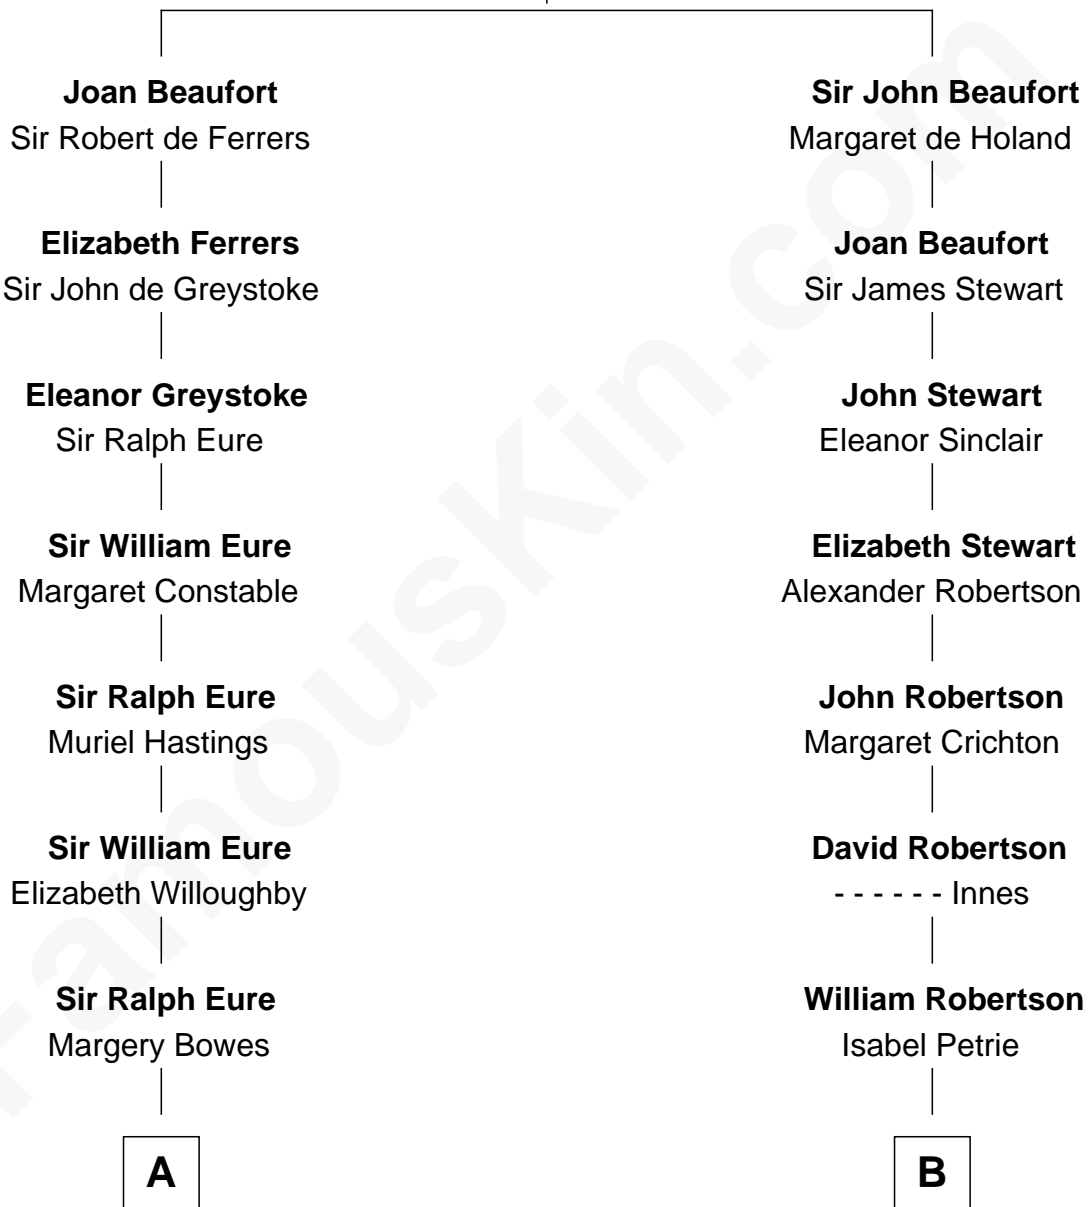 Joan Beaufort
Sir Robert de Ferrers
Elizabeth Ferrers
Sir John de Greystoke
Eleanor Greystoke
Sir Ralph Eure
Sir William Eure
Margaret Constable
Sir Ralph Eure
Muriel Hastings
Sir William Eure
Elizabeth Willoughby
Sir Ralph Eure
Margery Bowes
A
Sir John Beaufort
Margaret de Holand
Joan Beaufort
Sir James Stewart
John Stewart
Eleanor Sinclair
Elizabeth Stewart
Alexander Robertson
John Robertson
Margaret Crichton
David Robertson
- - - - - - Innes
William Robertson
Isabel Petrie
B
FamousKin.com